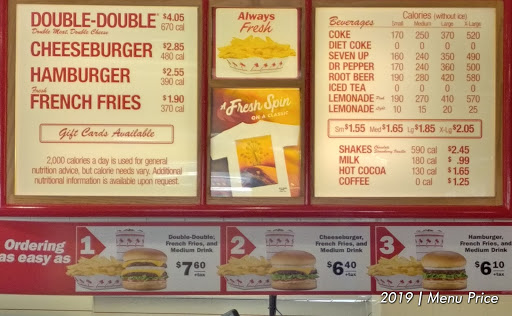 DOUBLE-DOUBLE $4.05
Double Meat Double Cheese 670 cal
CHEESEBURGER $2.85
480 cal
HAMBURGER $2.55
390 cal
Fresh
FRENCH FRIES $1.90
370 cal
Gift Cards Available
2,000 calories a day is used for general
nutrition advice, but calorie needs vary. Additional
nutritional information is available upon request.
Always
Fresh
A Fresh Spin
ON A CLASSIC
Beverages Calories (without ice)
Small Medium Large X-Large
COKE 170 250 370 520
DIET COKE 0 0 0 0
SEVEN UP 160 240 350 490
DR PEPPER 170 240 360 500
ROOT BEER 190 280 420 580
ICED TEA 0 0 0 0
LEMONADE Pink 190 270 410 570
LEMONADE Light 10 15 20 25
Sm $1.55 Med $1.65 Lg $1.85 X-Lg $2.05
SHAKES Chocolate Strawberry Vanilla 590 cal $2.45
MILK 180 cal $ .99
HOT COCOA 130 cal $1.65
COFFEE 0 cal $1.25
Ordering
as easy as
1
Double-Double,
French Fries, and
Medium Drink
$7.60
+tax
2
Cheeseburger,
French Fries, and
Medium Drink
$6.40
+tax
3
Hamburger,
French Fries, and
Medium Drink
$6.10
+tax
2019 | Menu Price